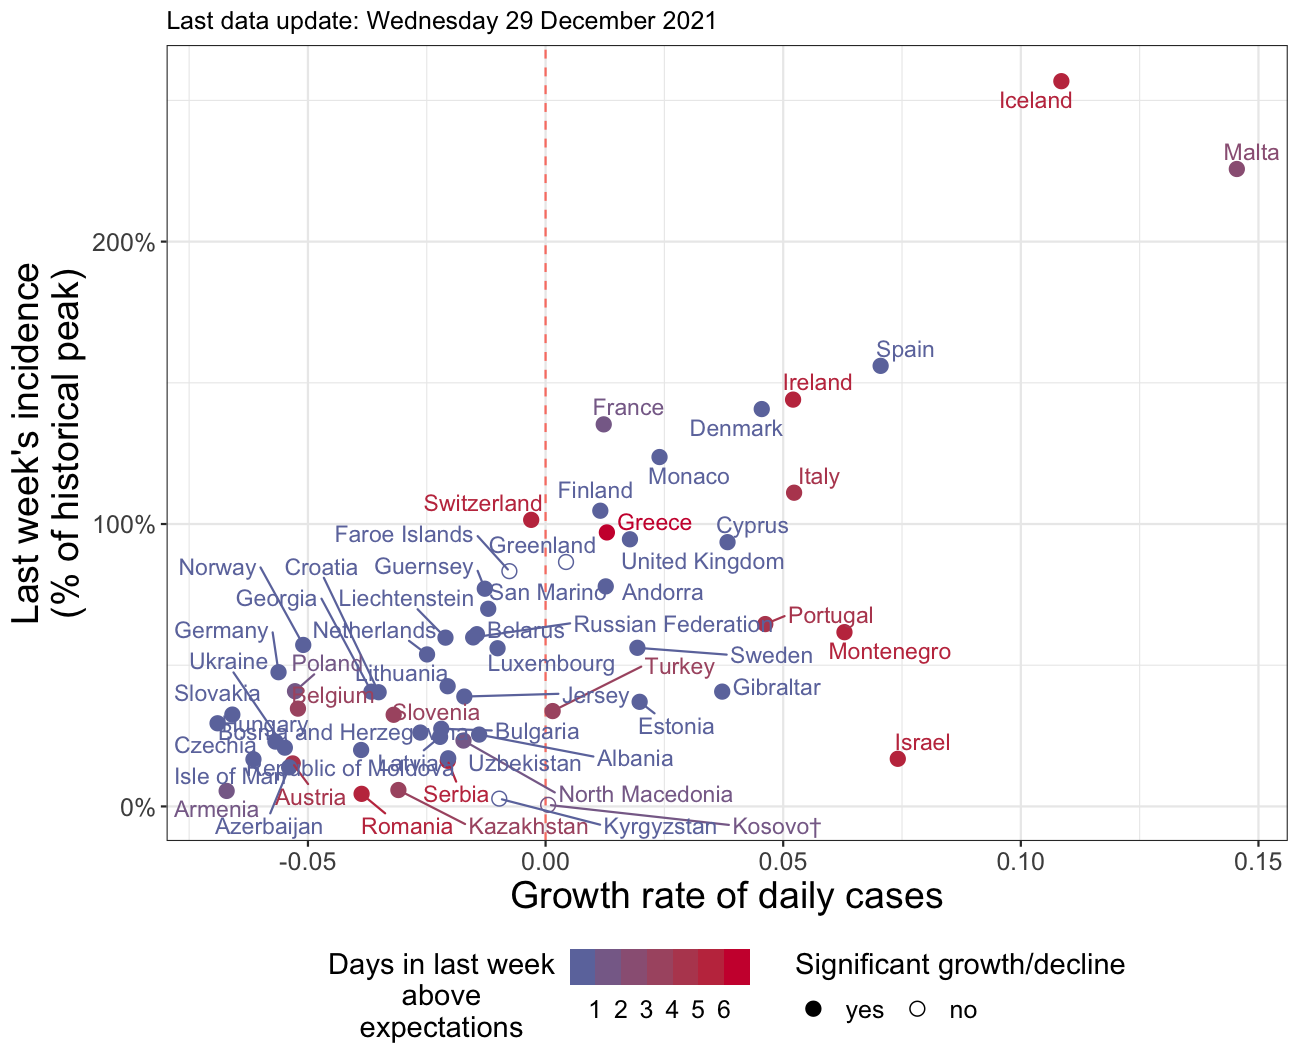 Last data update: Wednesday 29 December 2021
Last week's incidence
(% of historical peak)
200%
100%
0%
Iceland
Malta
Spain
Ireland
France
Denmark
Monaco
Italy
Finland
Switzerland
Greece
Cyprus
Faroe Islands
Greenland
United Kingdom
Norway
Croatia
Guernsey
San Marino
Andorra
Georgia
Liechtenstein
Portugal
Germany
Netherlands
Belarus
Russian Federation
Montenegro
Ukraine
Poland
Lithuania
Luxembourg
Sweden
Turkey
Slovakia
Belgium
Jersey
Gibraltar
Slovenia
Hungary
Bosnia and Herzegovina
Bulgaria
Estonia
Czechia
Latvia
Uzbekistan
Albania
Israel
Isle of Man
Republic of Moldova
Armenia
Austria
Serbia
North Macedonia
Azerbaijan
Romania
Kazakhstan
Kyrgyzstan
Kosovo†
-0.05 0.00 0.05 0.10 0.15
Growth rate of daily cases
Days in last week
above
expectations
1 2 3 4 5 6
Significant growth/decline
yes no